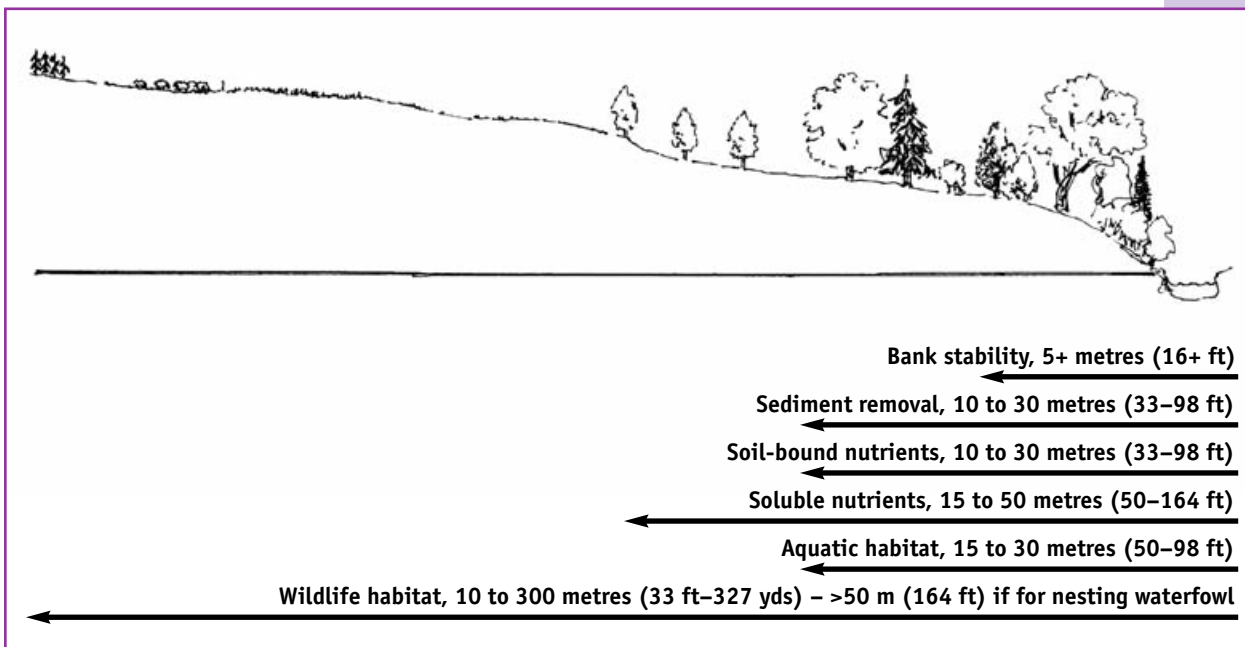 Bank stability, 5+ metres (16+ ft)
Sediment removal, 10 to 30 metres (33–98 ft)
Soil-bound nutrients, 10 to 30 metres (33–98 ft)
Soluble nutrients, 15 to 50 metres (50–164 ft)
Aquatic habitat, 15 to 30 metres (50–98 ft)
Wildlife habitat, 10 to 300 metres (33 ft–327 yds) – >50 m (164 ft) if for nesting waterfowl